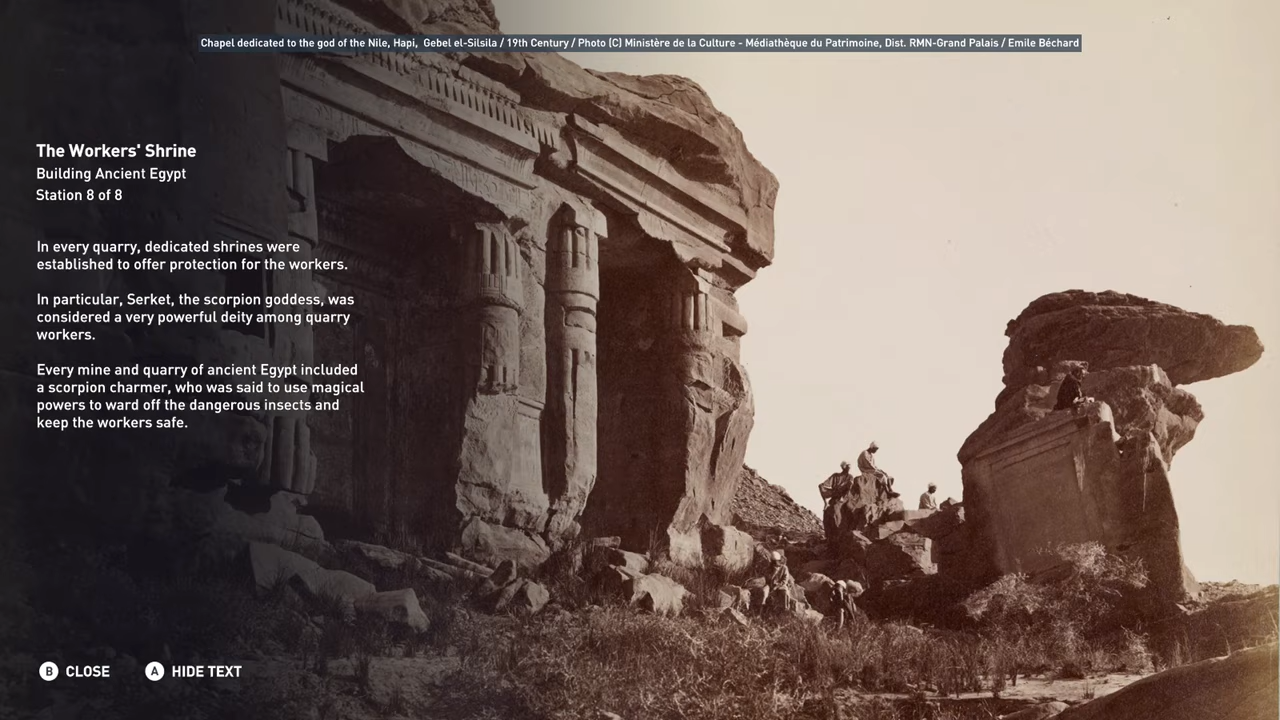 Chapel dedicated to the god of the Nile, Hapi,  Gebel el-Silsila / 19th Century / Photo (C) Ministère de la Culture - Médiathèque du Patrimoine, Dist. RMN-Grand Palais / Emile Béchard
The Workers' Shrine
Building Ancient Egypt
Station 8 of 8
In every quarry, dedicated shrines were
established to offer protection for the workers.
In particular, Serket, the scorpion goddess, was
considered a very powerful deity among quarry
workers.
Every mine and quarry of ancient Egypt included
a scorpion charmer, who was said to use magical
powers to ward off the dangerous insects and
keep the workers safe.
B CLOSE A HIDE TEXT